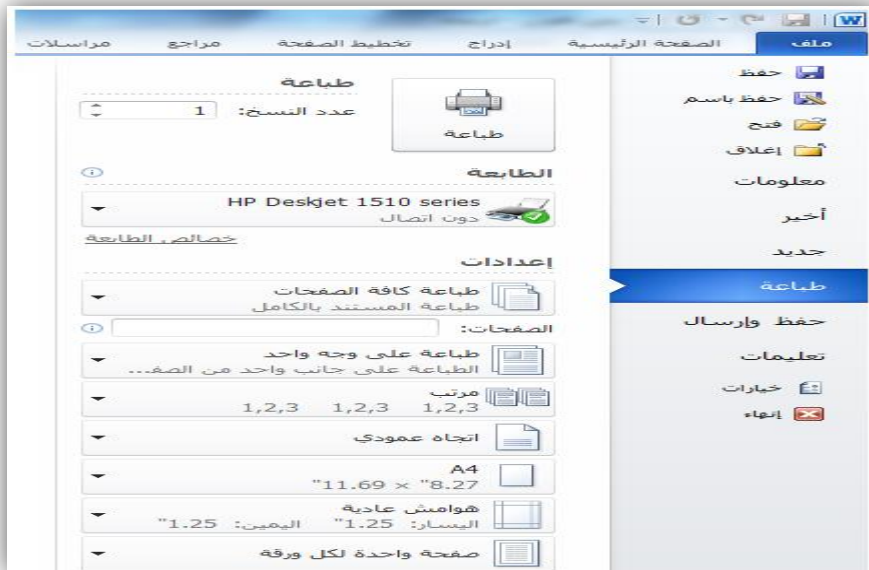 W
ملف الصفحة الرئيسية إدراج تخطيط الصفحة مراجع مراسلات
حفظ
حفظ باسم
فتح
إغلاق
معلومات
أخير
جديد
طباعة
حفظ وإرسال
تعليمات
خيارات
إنهاء
طباعة
طباعة
عدد النسخ: 1
الطابعة
HP Deskjet 1510 series
دون اتصال
خصائص الطابعة
إعدادات
طباعة كافة الصفحات
طباعة المستند بالكامل
الصفحات:
طباعة على وجه واحد
الطباعة على جانب واحد من الصف...
مرتب
1,2,3 1,2,3 1,2,3
اتجاه عمودي
A4
8.27" × 11.69"
هوامش عادية
اليسار: 1.25" اليمين: 1.25"
صفحة واحدة لكل ورقة